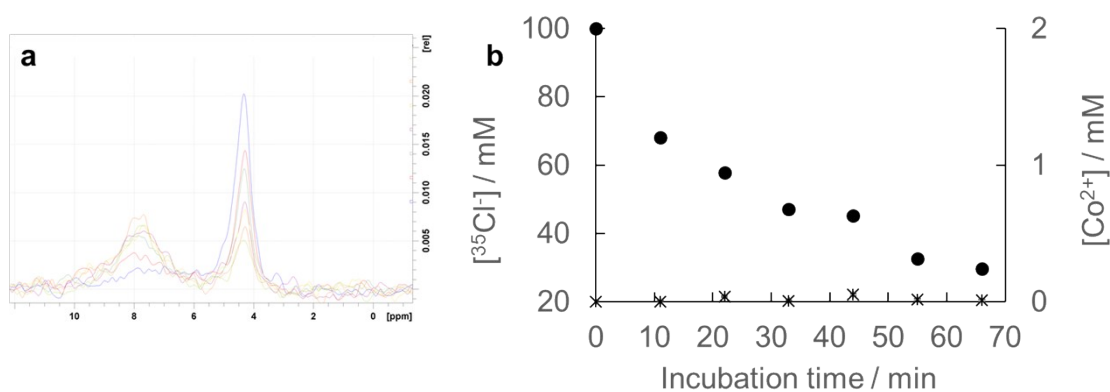 a
[rel]
0.020
0.015
0.010
0.005
10 8 6 4 2 0 [ppm]
b
100
80
60
40
20
[³⁵Cl⁻] / mM
2
1
0
[Co²⁺] / mM
0 10 20 30 40 50 60 70
Incubation time / min